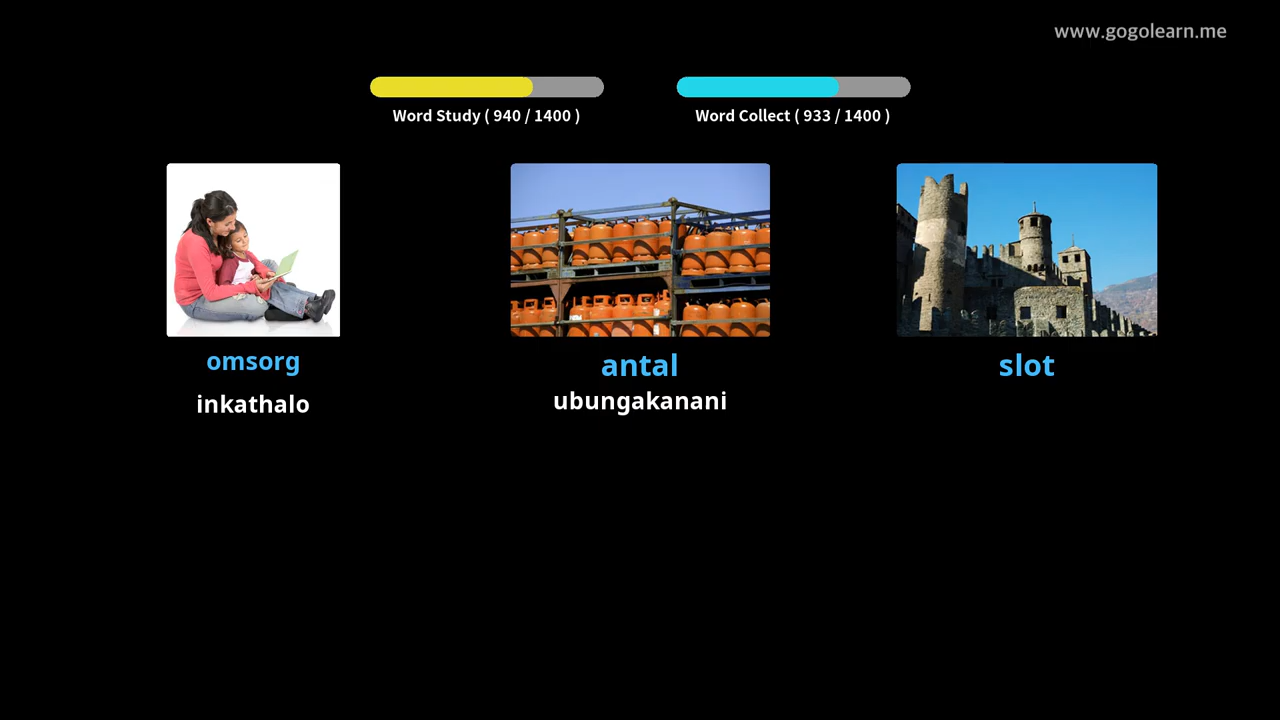 www.gogolearn.me
Word Study ( 940 / 1400 )
Word Collect ( 933 / 1400 )
omsorg
antal
slot
inkathalo
ubungakanani